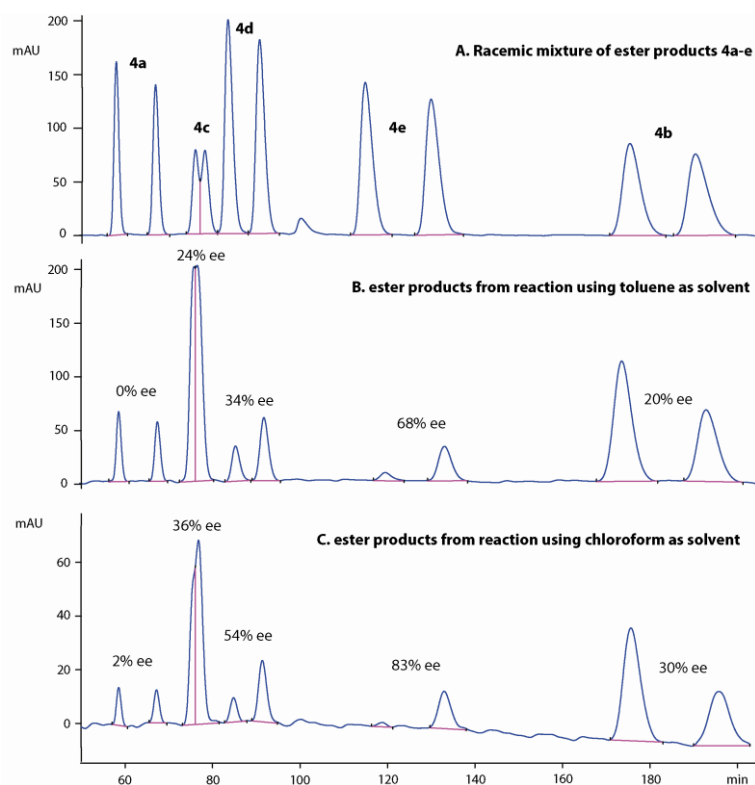 200
mAU
4a
4d
A. Racemic mixture of ester products 4a-e
150
4c
4e
4b
100
50
0
24% ee
200
mAU
B. ester products from reaction using toluene as solvent
150
100
0% ee
34% ee
68% ee
20% ee
50
0
mAU
36% ee
C. ester products from reaction using chloroform as solvent
60
40
2% ee
54% ee
83% ee
30% ee
20
0
60 80 100 120 140 160 180 min